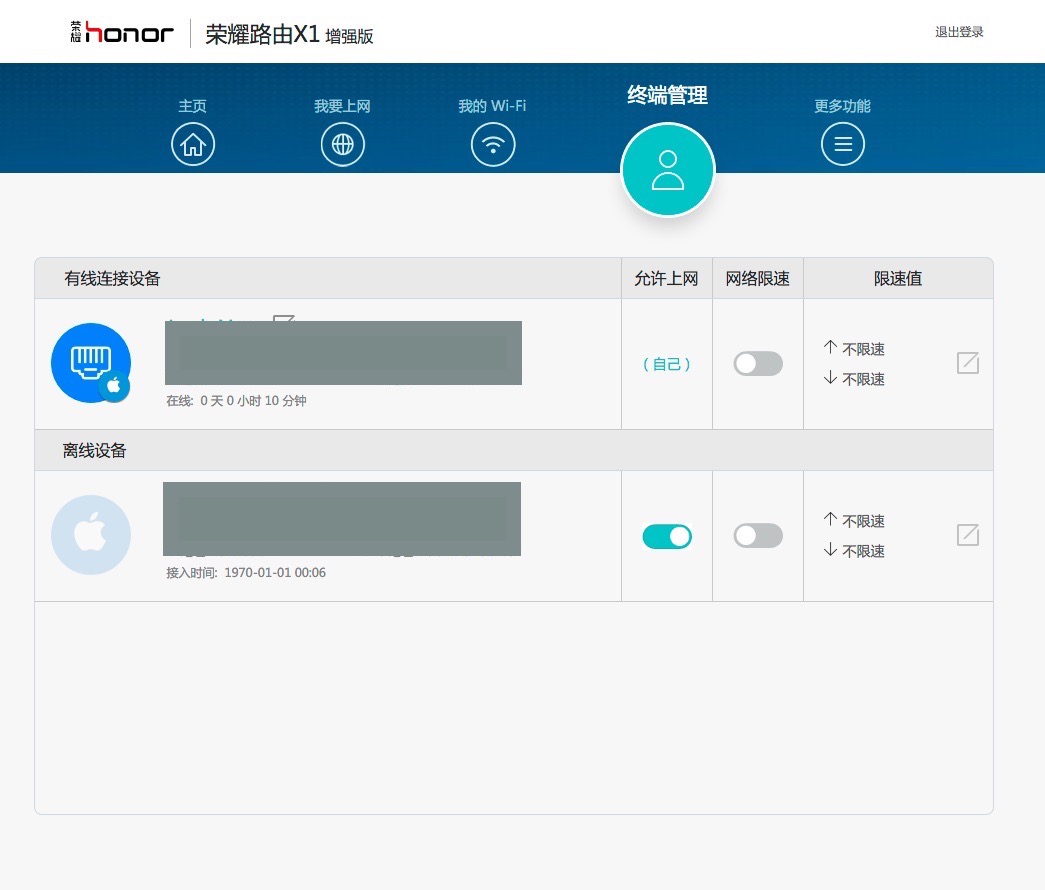 荣耀 honor 荣耀路由X1 增强版
退出登录
主页
我要上网
我的 Wi-Fi
终端管理
更多功能
有线连接设备 允许上网 网络限速 限速值
(自己)
↑ 不限速
↓ 不限速
在线: 0 天 0 小时 10 分钟
离线设备
↑ 不限速
↓ 不限速
接入时间: 1970-01-01 00:06